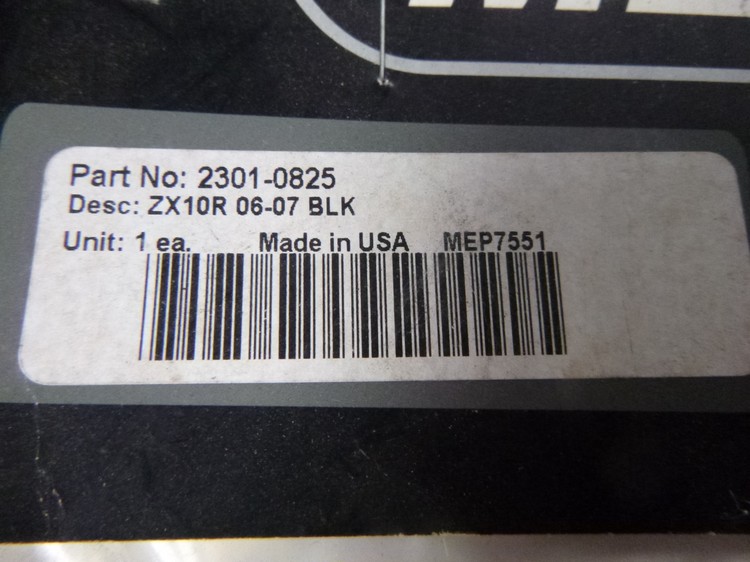 Part No: 2301-0825
Desc: ZX10R 06-07 BLK
Unit: 1 ea. Made in USA MEP7551